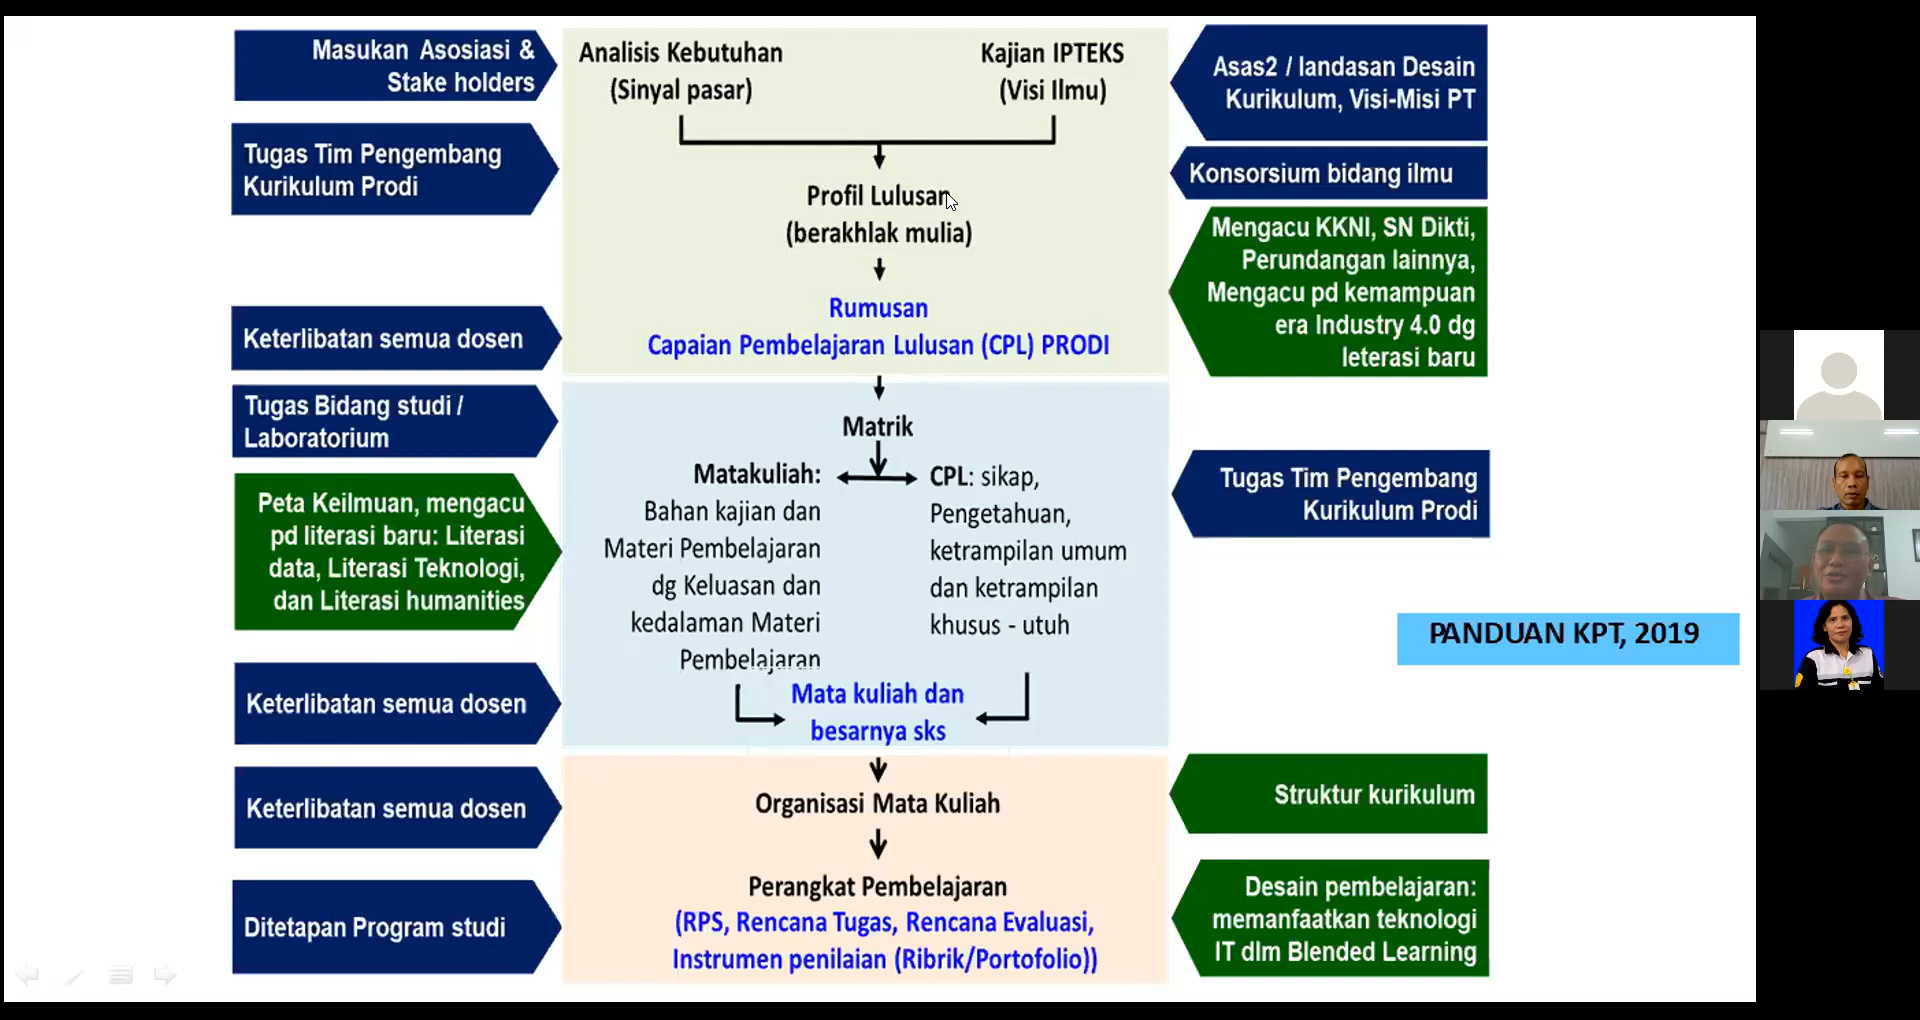 Masukan Asosiasi &
Stake holders
Tugas Tim Pengembang
Kurikulum Prodi
Keterlibatan semua dosen
Tugas Bidang studi /
Laboratorium
Peta Keilmuan, mengacu
pd literasi baru: Literasi
data, Literasi Teknologi,
dan Literasi humanities
Keterlibatan semua dosen
Keterlibatan semua dosen
Ditetapan Program studi
Analisis Kebutuhan
(Sinyal pasar)
Kajian IPTEKS
(Visi Ilmu)
Profil Lulusan
(berakhlak mulia)
Rumusan
Capaian Pembelajaran Lulusan (CPL) PRODI
Matrik
Matakuliah:
Bahan kajian dan
Materi Pembelajaran
dg Keluasan dan
kedalaman Materi
Pembelajaran
CPL: sikap,
Pengetahuan,
ketrampilan umum
dan ketrampilan
khusus - utuh
Mata kuliah dan
besarnya sks
Organisasi Mata Kuliah
Perangkat Pembelajaran
(RPS, Rencana Tugas, Rencana Evaluasi,
Instrumen penilaian (Ribrik/Portofolio))
Asas2 / landasan Desain
Kurikulum, Visi-Misi PT
Konsorsium bidang ilmu
Mengacu KKNI, SN Dikti,
Perundangan lainnya,
Mengacu pd kemampuan
era Industry 4.0 dg
leterasi baru
Tugas Tim Pengembang
Kurikulum Prodi
PANDUAN KPT, 2019
Struktur kurikulum
Desain pembelajaran:
memanfaatkan teknologi
IT dlm Blended Learning